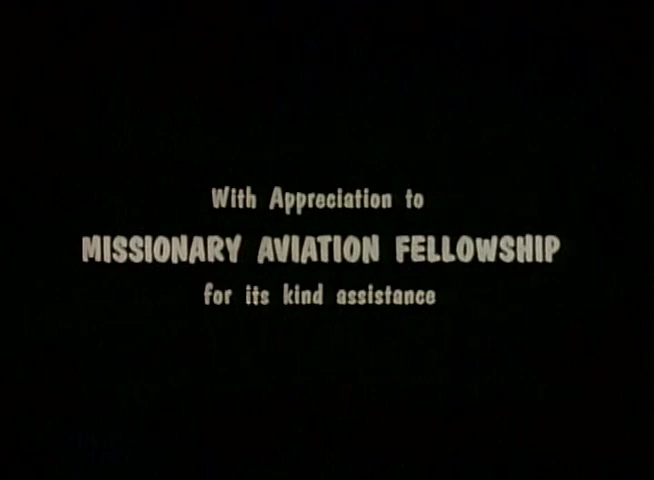 With Appreciation to
MISSIONARY AVIATION FELLOWSHIP
for its kind assistance